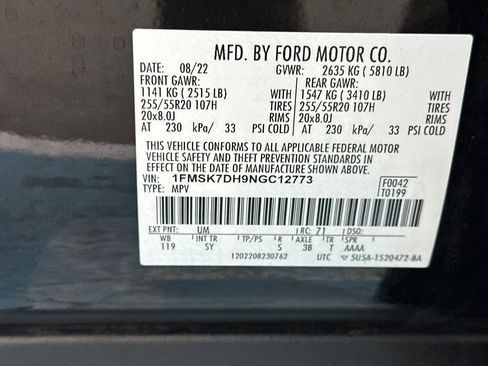 MFD. BY FORD MOTOR CO.
DATE: 08/22 GVWR: 2635 KG ( 5810 LB)
FRONT GAWR: REAR GAWR:
1141 KG ( 2515 LB) WITH 1547 KG ( 3410 LB) WITH
255/55R20 107H TIRES 255/55R20 107H TIRES
20x8.0J RIMS 20x8.0J RIMS
AT 230 kPa/ 33 PSI COLD AT 230 kPa/ 33 PSI COLD
THIS VEHICLE CONFORMS TO ALL APPLICABLE FEDERAL MOTOR
VEHICLE SAFETY AND THEFT PREVENTION STANDARDS IN
EFFECT ON THE DATE OF MANUFACTURE SHOWN ABOVE.
VIN: 1FMSK7DH9NGC12773 F0042
TYPE: MPV T0199
EXT PNT: UM RC: 71 DSO:
WB INT TR TP/PS R AXLE TR SPR
119 SY S 3B T AAAA
1202208230762 UTC ▽ 5U5A-1520472-BA